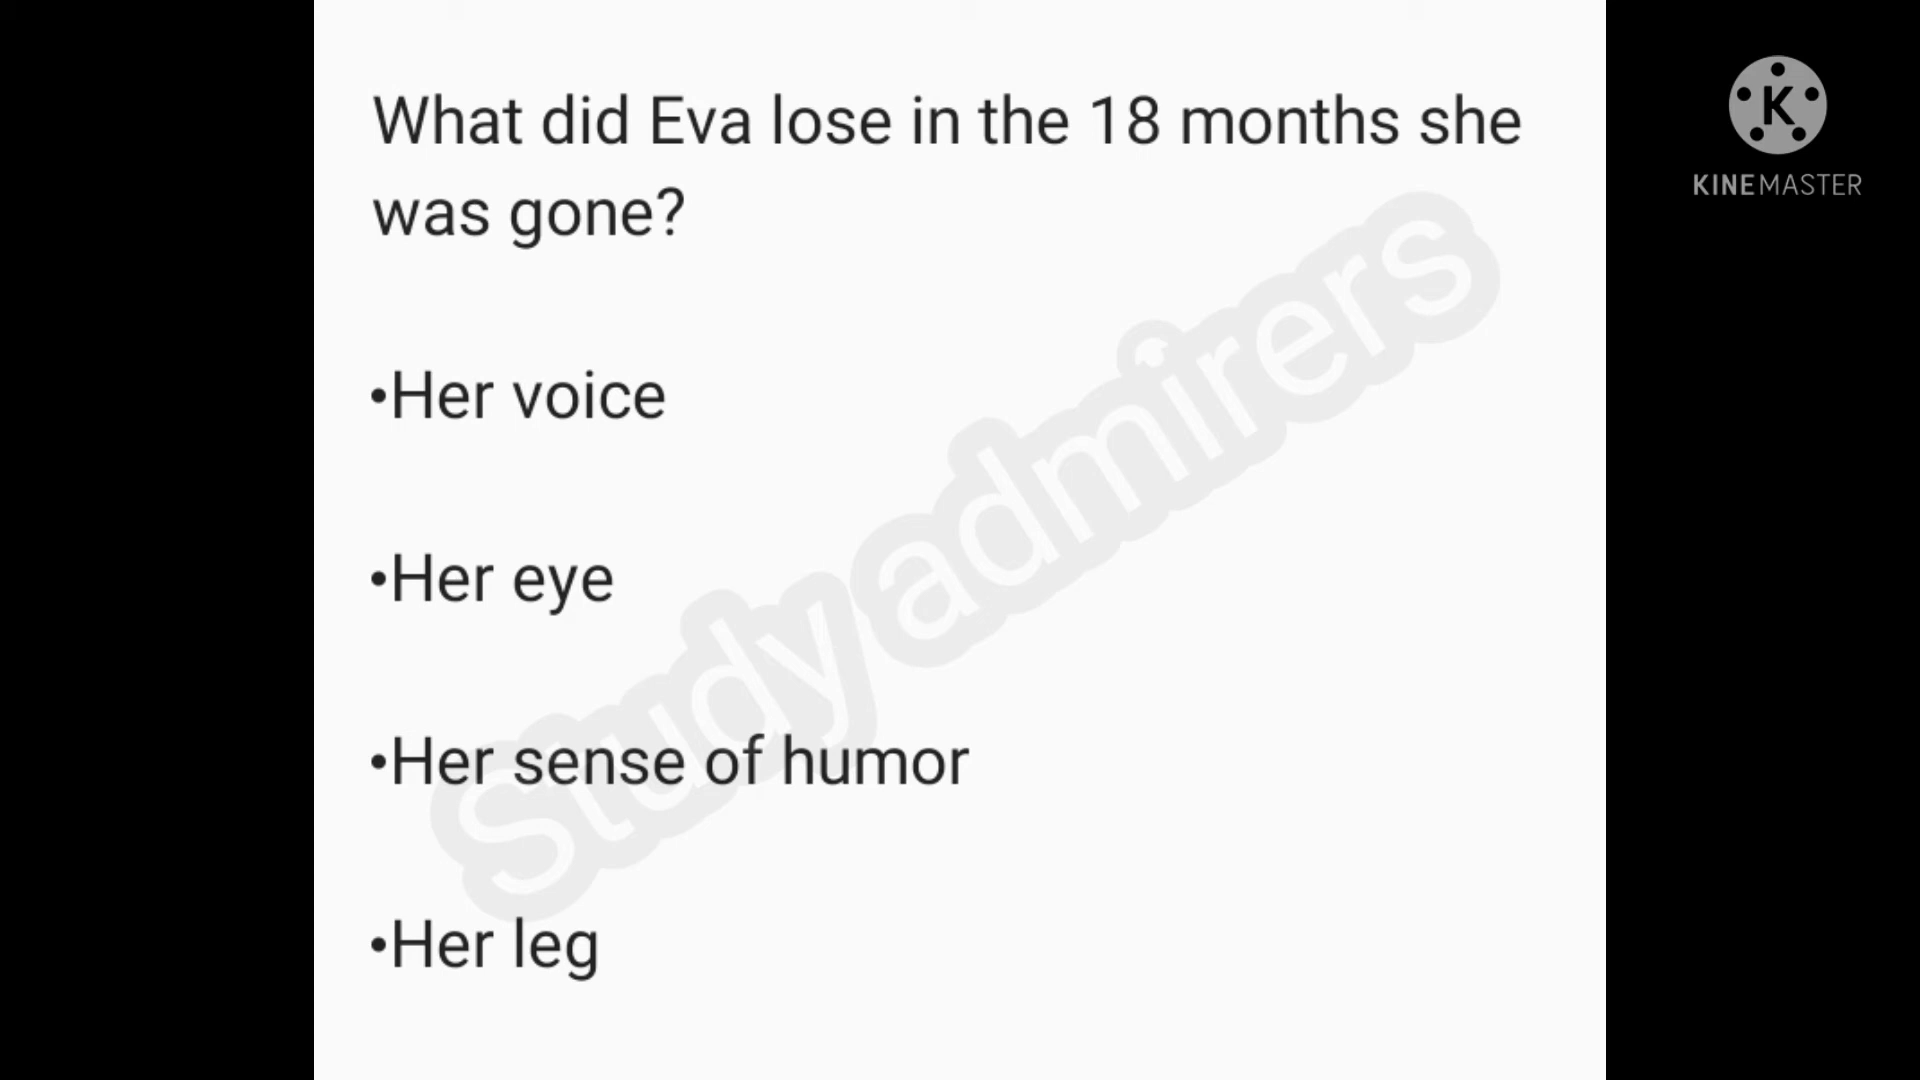 What did Eva lose in the 18 months she
was gone?
•Her voice
•Her eye
•Her sense of humor
•Her leg
Study admirers
K
KINEMASTER